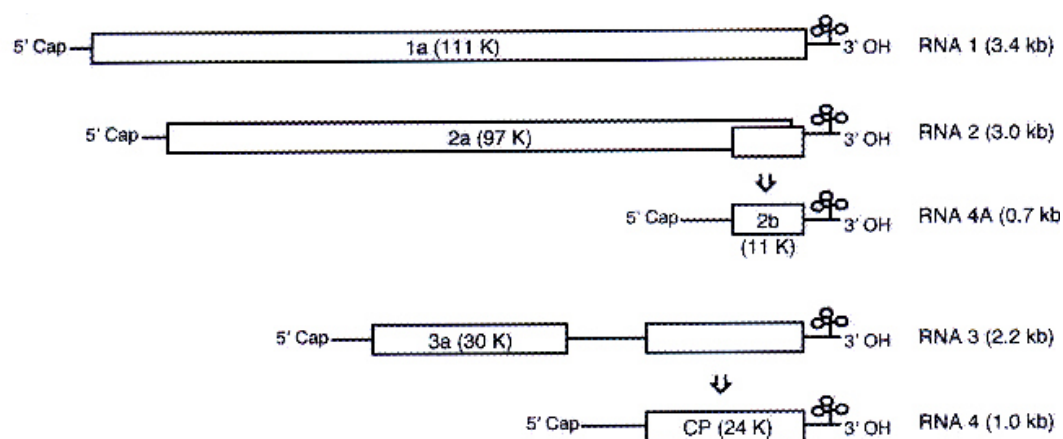 5' Cap 1a (111 K) 3' OH RNA 1 (3.4 kb)
5' Cap 2a (97 K) 3' OH RNA 2 (3.0 kb)
5' Cap 2b 3' OH RNA 4A (0.7 kb
(11 K)
5' Cap 3a (30 K) 3' OH RNA 3 (2.2 kb)
5' Cap CP (24 K) 3' OH RNA 4 (1.0 kb)